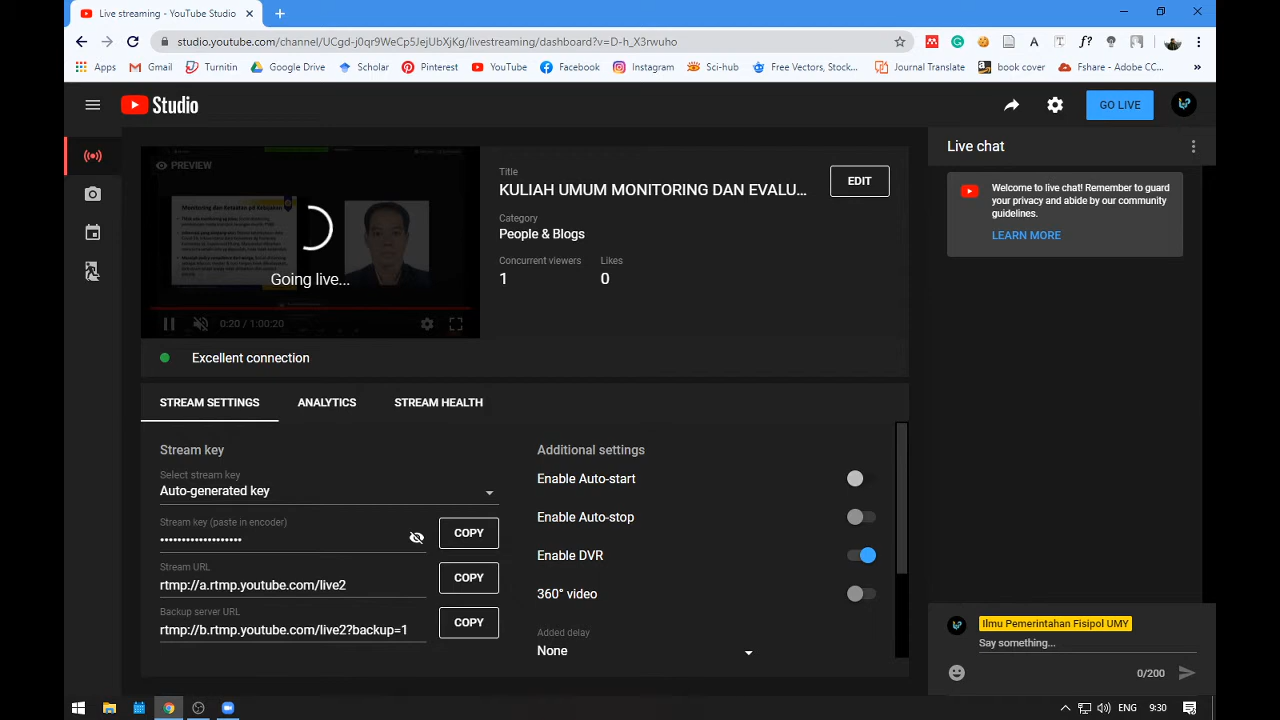 Live streaming - YouTube Studio
studio.youtube.com/channel/UCgd-j0qr9WeCp5JejUbXjKg/livestreaming/dashboard?v=D-h_X3rwuho
Apps Gmail Turnitin Google Drive Scholar Pinterest YouTube Facebook Instagram Sci-hub Free Vectors, Stock... Journal Translate book cover Fshare - Adobe CC...
Studio
GO LIVE
PREVIEW
Going live...
0:20 / 1:00:20
Title
KULIAH UMUM MONITORING DAN EVALU...
EDIT
Category
People & Blogs
Concurrent viewers Likes
1 0
Excellent connection
STREAM SETTINGS ANALYTICS STREAM HEALTH
Stream key
Select stream key
Auto-generated key
Stream key (paste in encoder)
••••••••••••••••••• COPY
Stream URL
rtmp://a.rtmp.youtube.com/live2 COPY
Backup server URL
rtmp://b.rtmp.youtube.com/live2?backup=1 COPY
Additional settings
Enable Auto-start
Enable Auto-stop
Enable DVR
360° video
Added delay
None
Live chat
Welcome to live chat! Remember to guard
your privacy and abide by our community
guidelines.
LEARN MORE
Ilmu Pemerintahan Fisipol UMY
Say something...
0/200
ENG 9:30